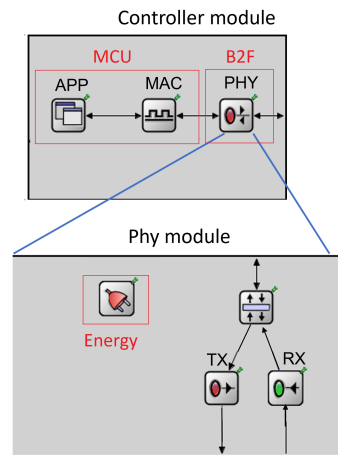 Controller module
MCU B2F
APP MAC PHY
Phy module
Energy
TX RX